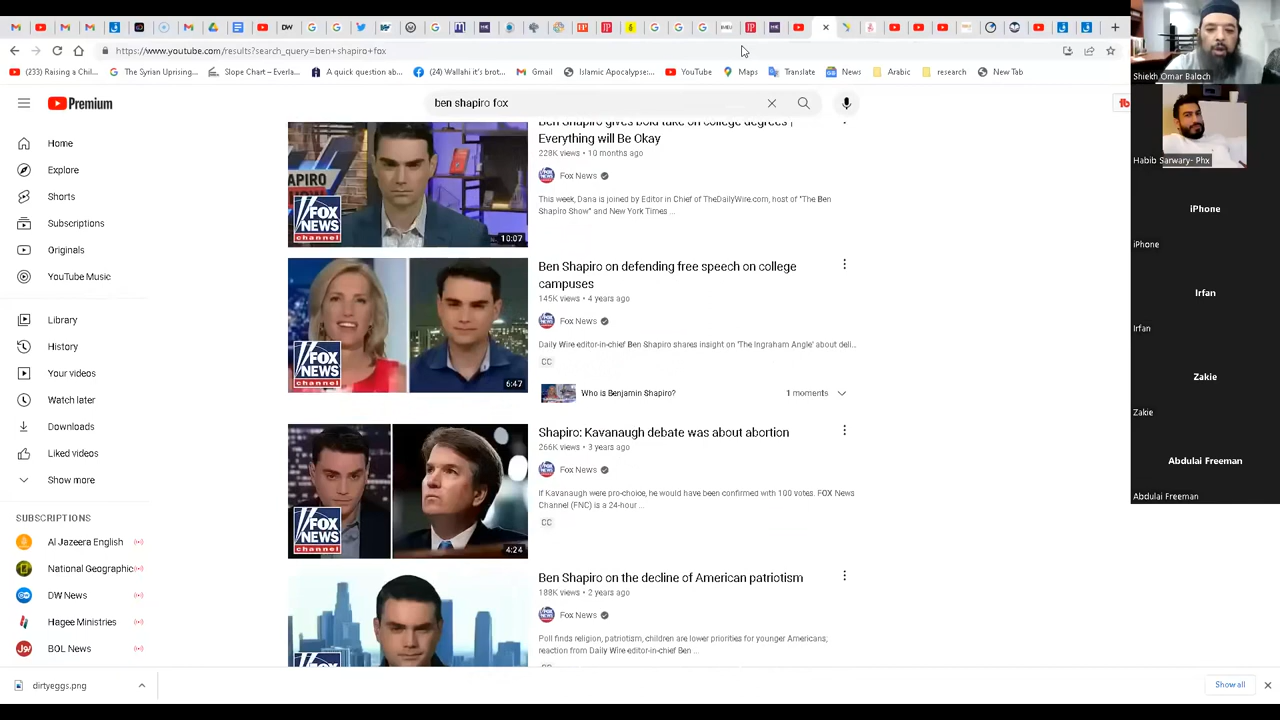 https://www.youtube.com/results?search_query=ben+shapiro+fox
(233) Raising a Chil...
The Syrian Uprising...
Slope Chart – Everla...
A quick question ab...
(24) Wallahi it's brot...
Gmail
Islamic Apocalypse:...
YouTube
Maps
Translate
News
Arabic
research
New Tab
Premium
ben shapiro fox
Home
Explore
Shorts
Subscriptions
Originals
YouTube Music
Library
History
Your videos
Watch later
Downloads
Liked videos
Show more
SUBSCRIPTIONS
Al Jazeera English
National Geographic
DW News
Hagee Ministries
BOL News
Ben Shapiro gives bold take on college degrees |
Everything will Be Okay
228K views • 10 months ago
Fox News
This week, Dana is joined by Editor in Chief of TheDailyWire.com, host of "The Ben
Shapiro Show" and New York Times ...
APIRO
FOX
NEWS
channel
10:07
Ben Shapiro on defending free speech on college
campuses
145K views • 4 years ago
Fox News
Daily Wire editor-in-chief Ben Shapiro shares insight on 'The Ingraham Angle' about deli...
CC
Who is Benjamin Shapiro?
1 moments
FOX
NEWS
channel
6:47
Shapiro: Kavanaugh debate was about abortion
266K views • 3 years ago
Fox News
If Kavanaugh were pro-choice, he would have been confirmed with 100 votes. FOX News
Channel (FNC) is a 24-hour ...
CC
FOX
NEWS
channel
4:24
Ben Shapiro on the decline of American patriotism
188K views • 2 years ago
Fox News
Poll finds religion, patriotism, children are lower priorities for younger Americans;
reaction from Daily Wire editor-in-chief Ben ...
Shiekh Omar Baloch
Habib Sarwary- Phx
iPhone
iPhone
Irfan
Irfan
Zakie
Zakie
Abdulai Freeman
Abdulai Freeman
dirtyeggs.png
Show all